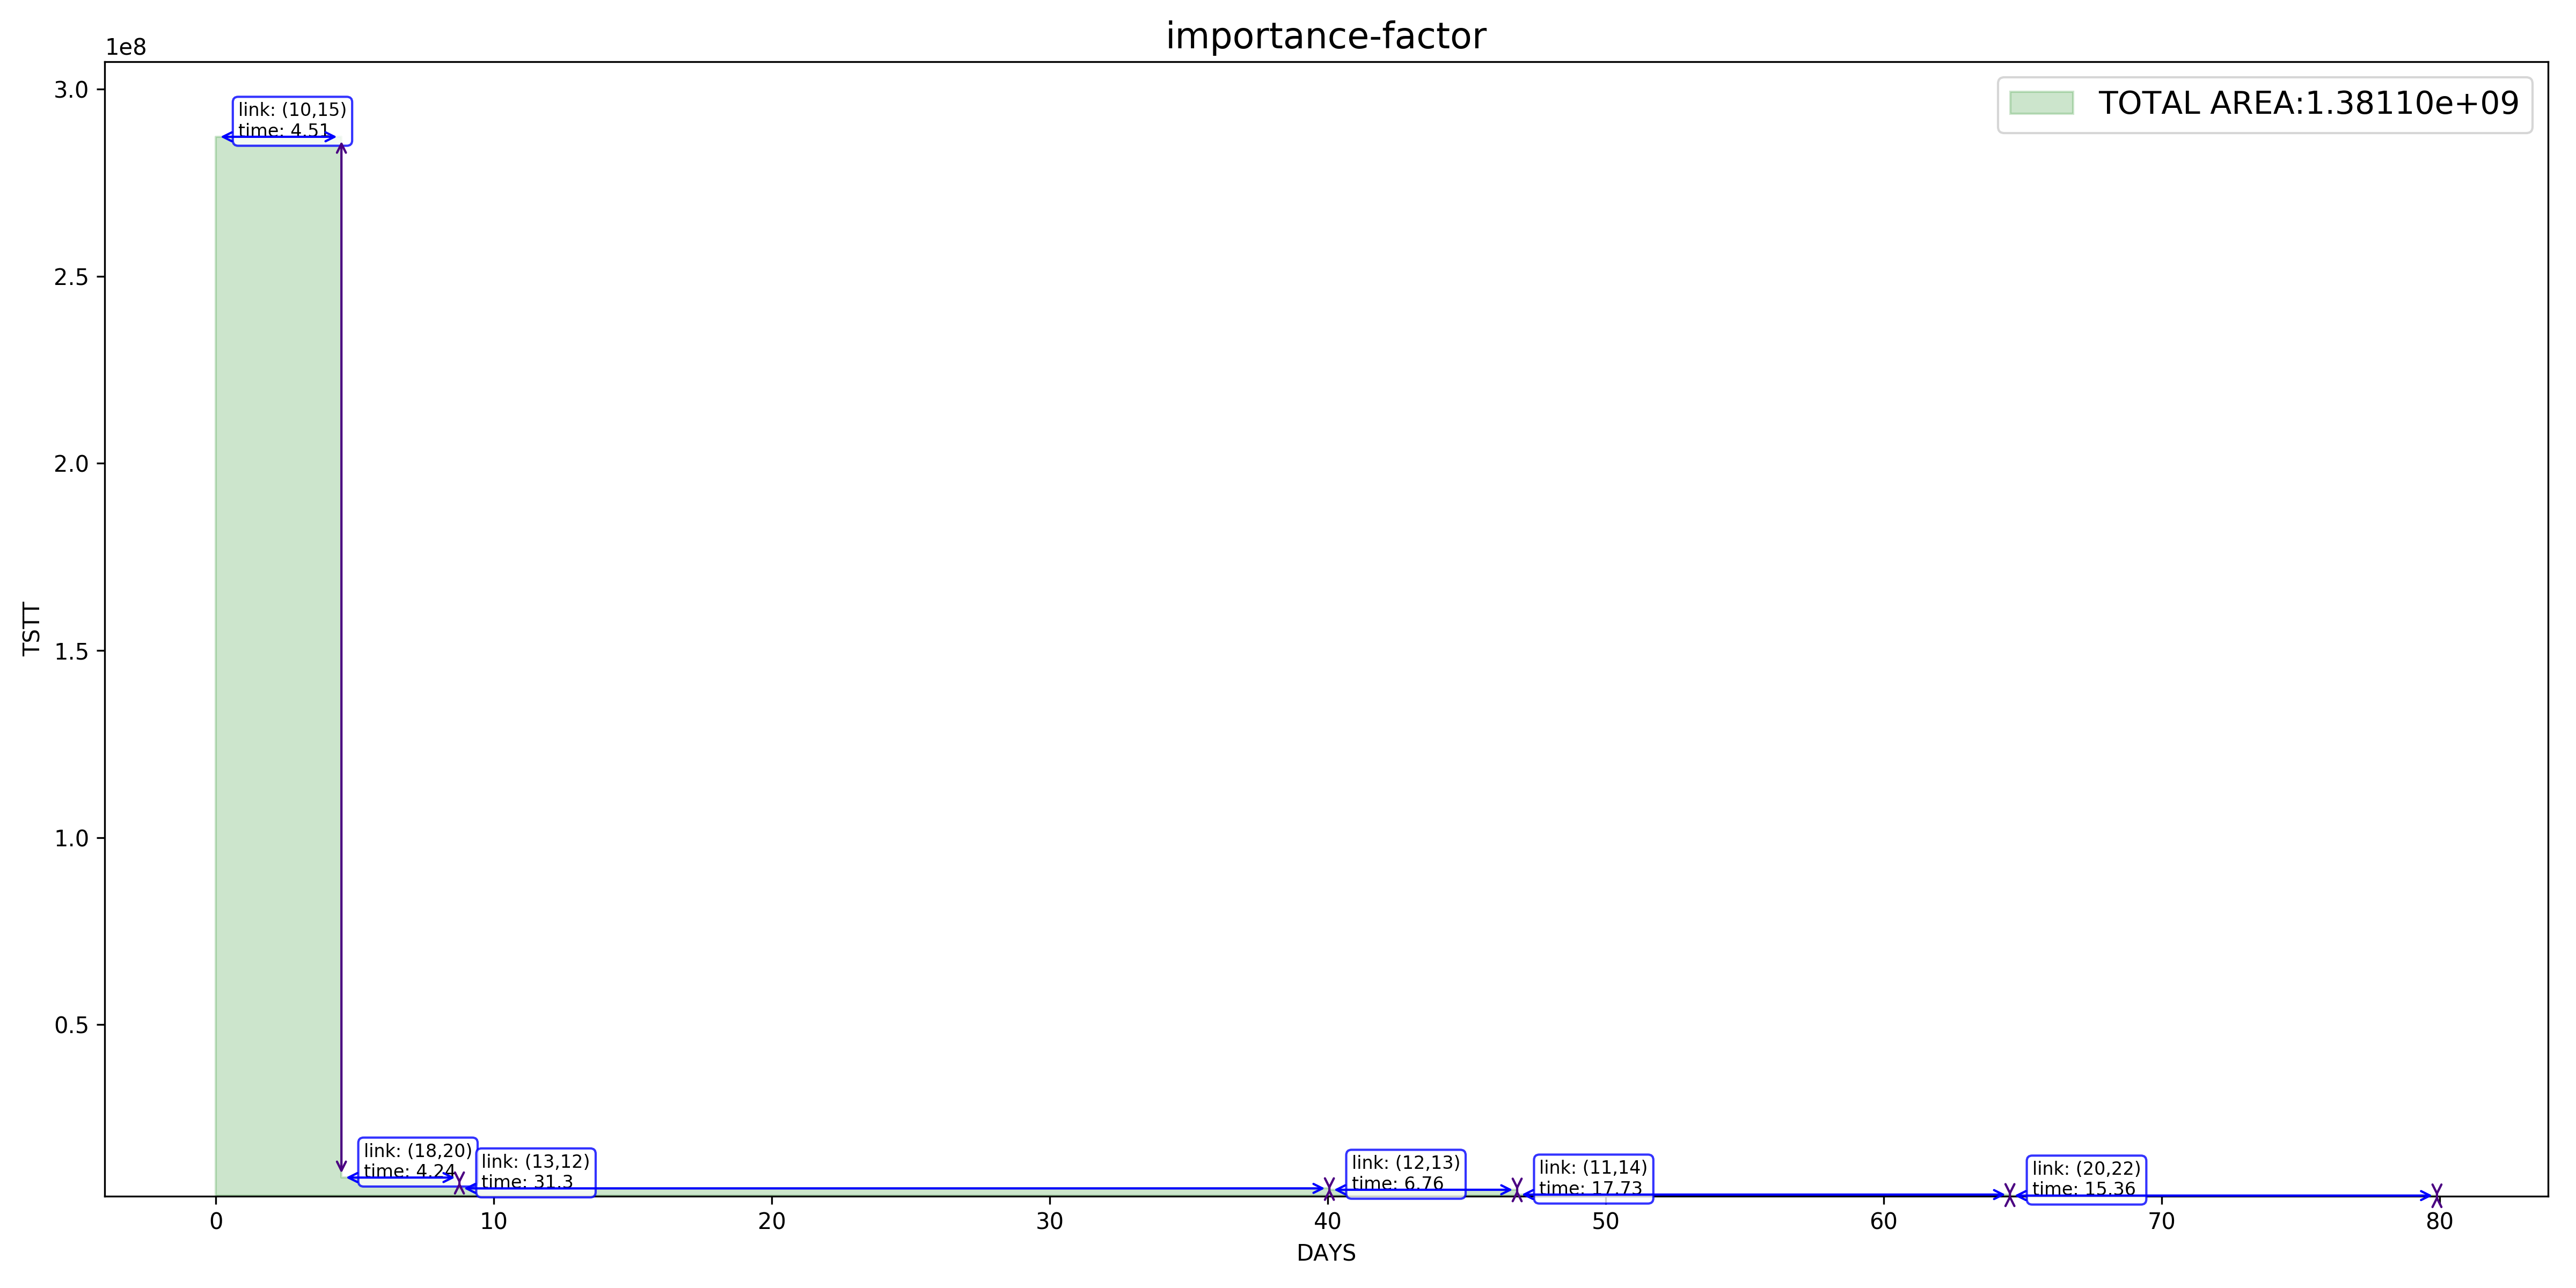 importance-factor
1e8
3.0
2.5
2.0
1.5
1.0
0.5
TSTT
TOTAL AREA:1.38110e+09
link: (10,15)
time: 4.51
link: (18,20)
time: 4.24
link: (13,12)
time: 31.3
link: (12,13)
time: 6.76
link: (11,14)
time: 17.73
link: (20,22)
time: 15.36
0 10 20 30 40 50 60 70 80
DAYS